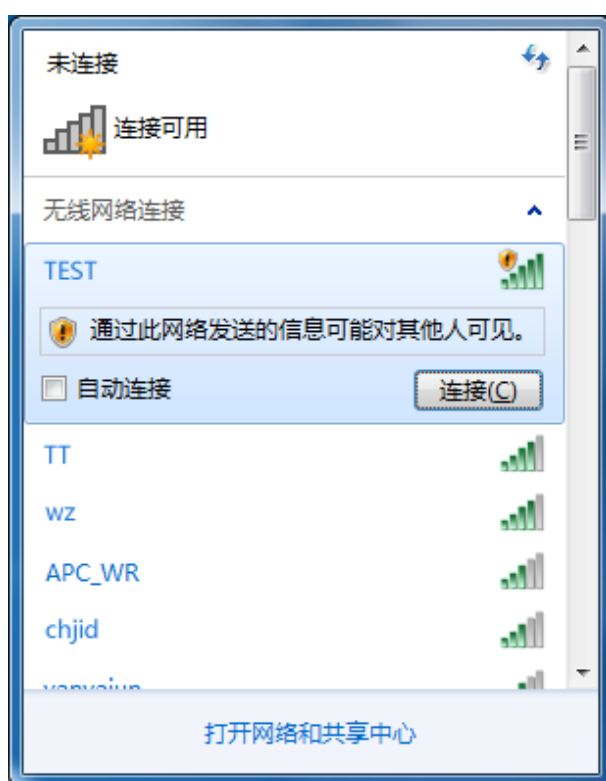 未连接
连接可用
无线网络连接
TEST
通过此网络发送的信息可能对其他人可见。
自动连接
连接(C)
TT
wz
APC_WR
chjid
打开网络和共享中心